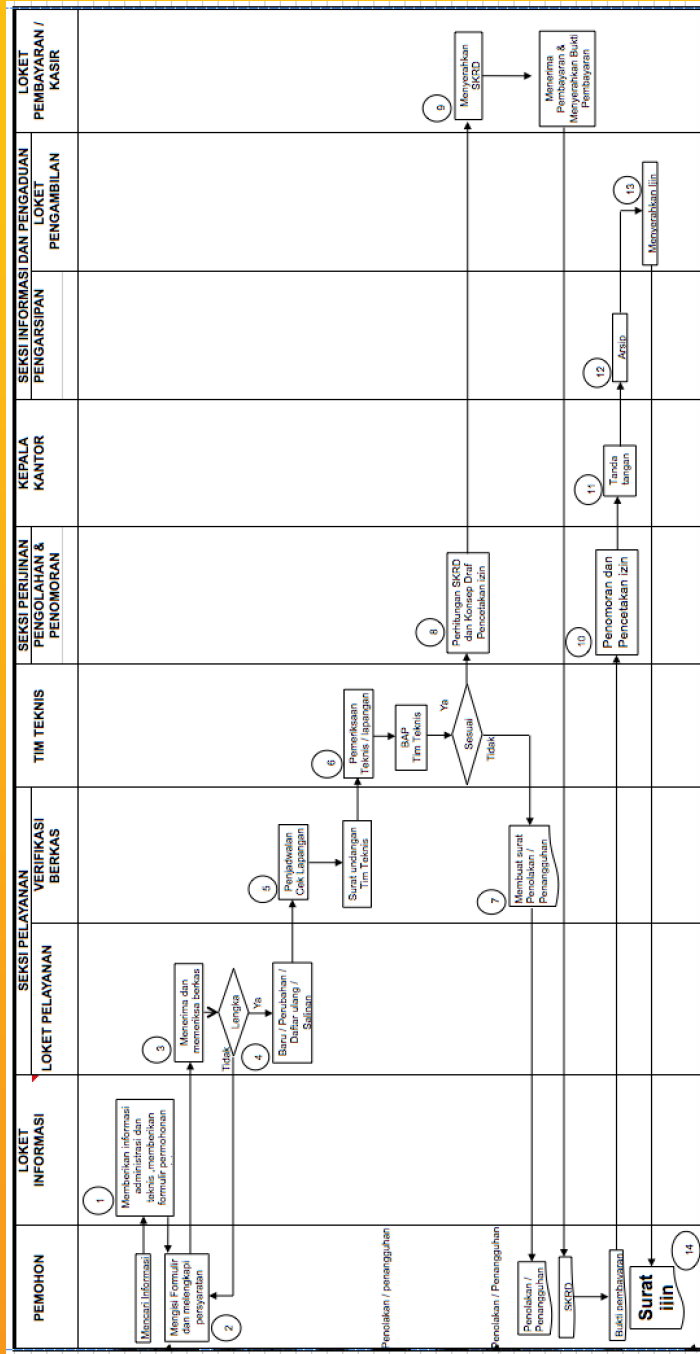 PEMOHON
LOKET
INFORMASI
SEKSI PELAYANAN
LOKET PELAYANAN
VERIFIKASI
BERKAS
TIM TEKNIS
SEKSI PERIJINAN
PENGOLAHAN &
PENOMORAN
KEPALA
KANTOR
SEKSI INFORMASI DAN PENGADUAN
PENGARSIPAN
LOKET
PENGAMBILAN
LOKET
PEMBAYARAN /
KASIR
Mencari Informasi
1
Memberikan informasi
administrasi dan
teknis ,memberikan
formulir permohonan
Mengisi Formulir
dan melengkapi
persyaratan
2
3
Menerima dan
memeriksa berkas
Lengka
Tidak
Ya
4
Baru / Perubahan /
Daftar ulang /
Salinan
5
Penjadwalan
Cek Lapangan
Surat undangan
Tim Teknis
6
Pemeriksaan
Teknis / lapangan
BAP
Tim Teknis
Sesuai
Ya
Tidak
7
Membuat surat
Penolakan /
Penangguhan
8
Perhitungan SKRD
dan Konsep Draf
Pencetakan izin
9
Menyerahkan
SKRD
Menerima
Pembayaran &
Menyerahkan Bukti
Pembayaran
Penolakan / penangguhan
Penolakan / Penangguhan
Penolakan /
Penangguhan
SKRD
Bukti pembayaran
10
Penomoran dan
Pencetakan izin
11
Tanda
tangan
12
Arsip
13
Menyerahkan Ijin
Surat
ijin
14